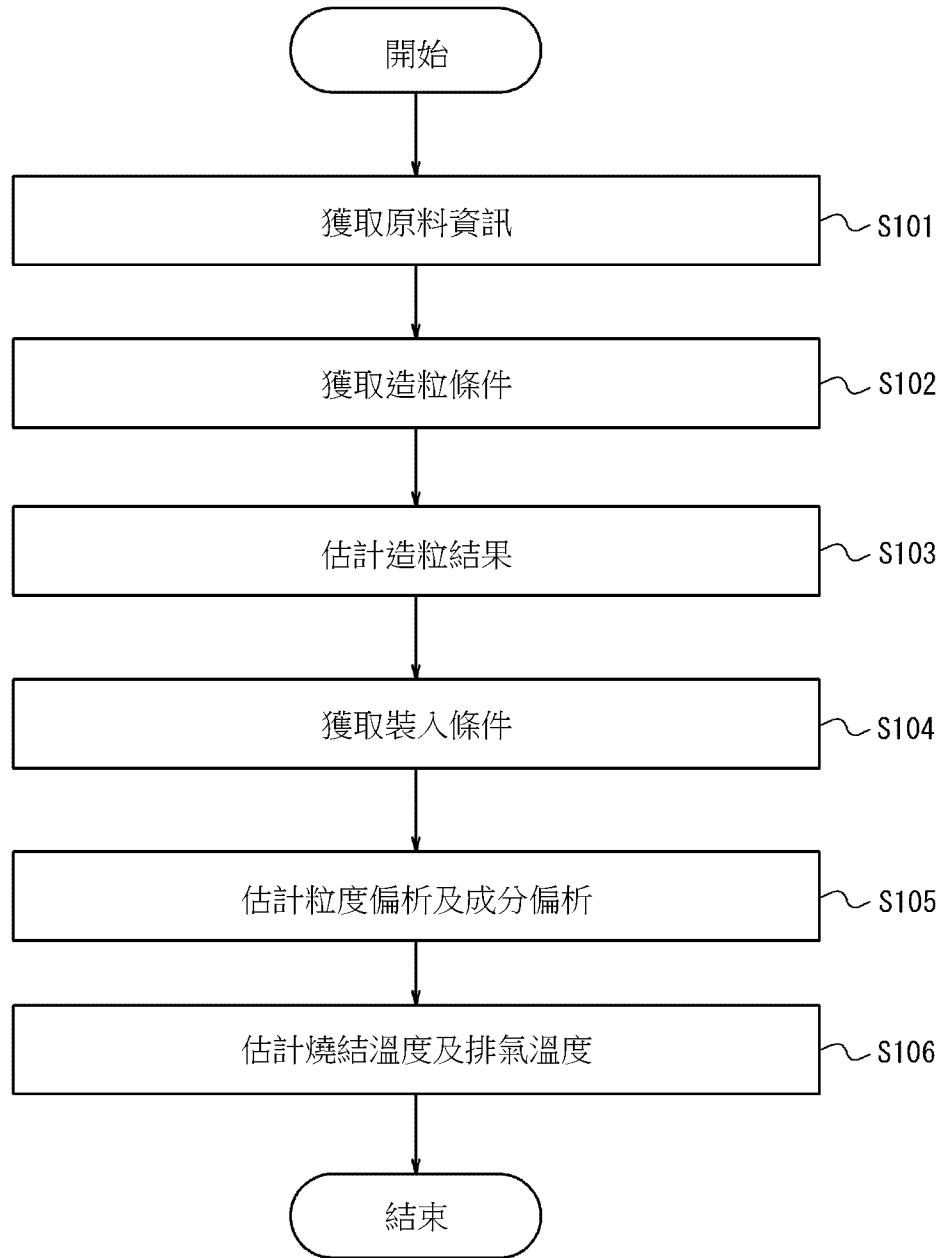 開始
獲取原料資訊
S101
獲取造粒條件
S102
估計造粒結果
S103
獲取裝入條件
S104
估計粒度偏析及成分偏析
S105
估計燒結溫度及排氣溫度
S106
結束